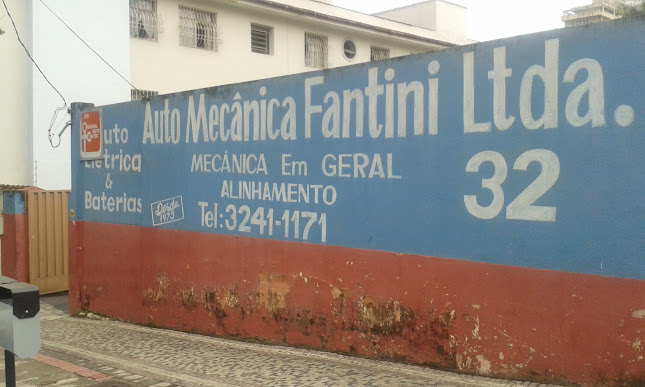 Auto Mecânica Fantini Ltda.
MECÂNICA Em GERAL
ALINHAMENTO
Tel:3241-1171
32
Auto
Elétrica
&
Baterias
Desde
1973